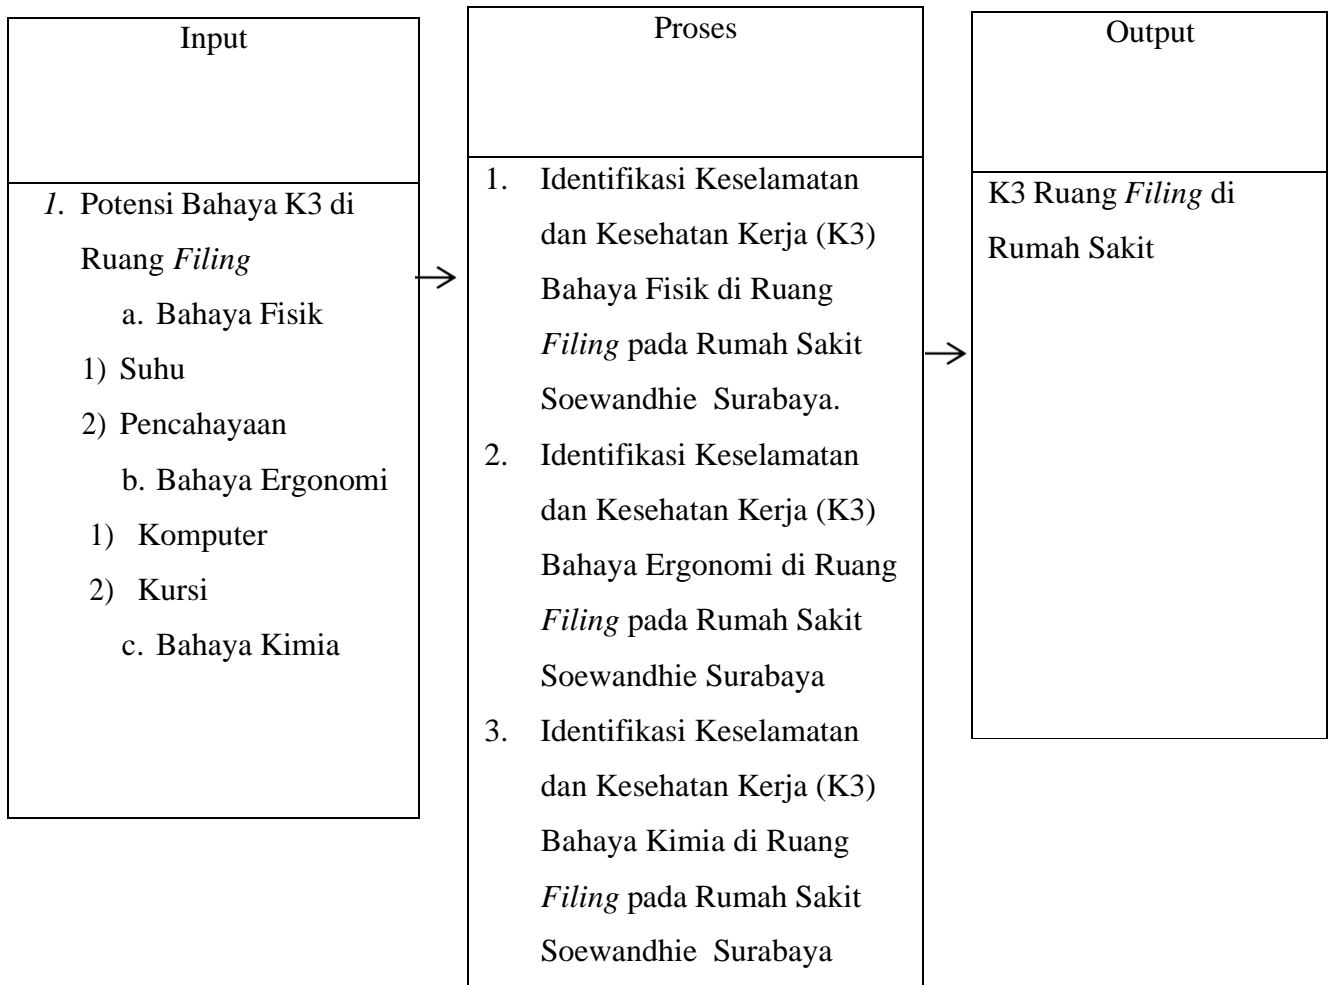 Input
1. Potensi Bahaya K3 di
Ruang Filing
a. Bahaya Fisik
1) Suhu
2) Pencahayaan
b. Bahaya Ergonomi
1) Komputer
2) Kursi
c. Bahaya Kimia
Proses
1. Identifikasi Keselamatan
dan Kesehatan Kerja (K3)
Bahaya Fisik di Ruang
Filing pada Rumah Sakit
Soewandhie Surabaya.
2. Identifikasi Keselamatan
dan Kesehatan Kerja (K3)
Bahaya Ergonomi di Ruang
Filing pada Rumah Sakit
Soewandhie Surabaya
3. Identifikasi Keselamatan
dan Kesehatan Kerja (K3)
Bahaya Kimia di Ruang
Filing pada Rumah Sakit
Soewandhie Surabaya
Output
K3 Ruang Filing di
Rumah Sakit